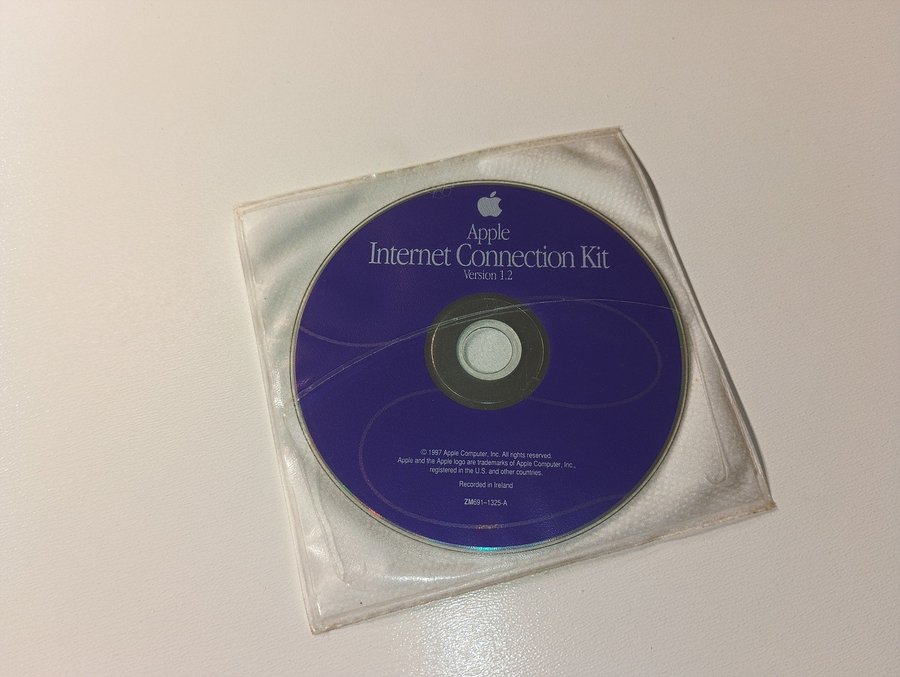 Apple
Internet Connection Kit
Version 1.2
© 1997 Apple Computer, Inc. All rights reserved.
Apple and the Apple logo are trademarks of Apple Computer, Inc.,
registered in the U.S. and other countries.
Recorded in Ireland
ZM691–1325-A